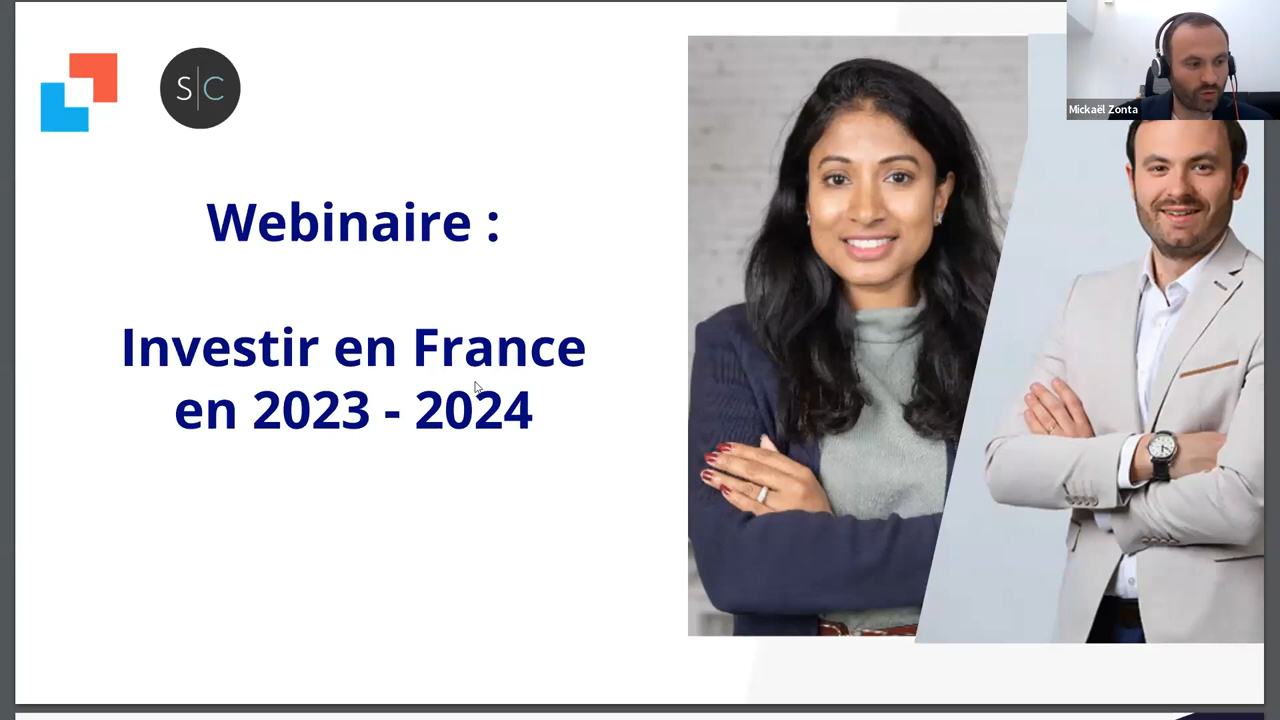 S|C
Webinaire :
Investir en France
en 2023 - 2024
Mickaël Zonta